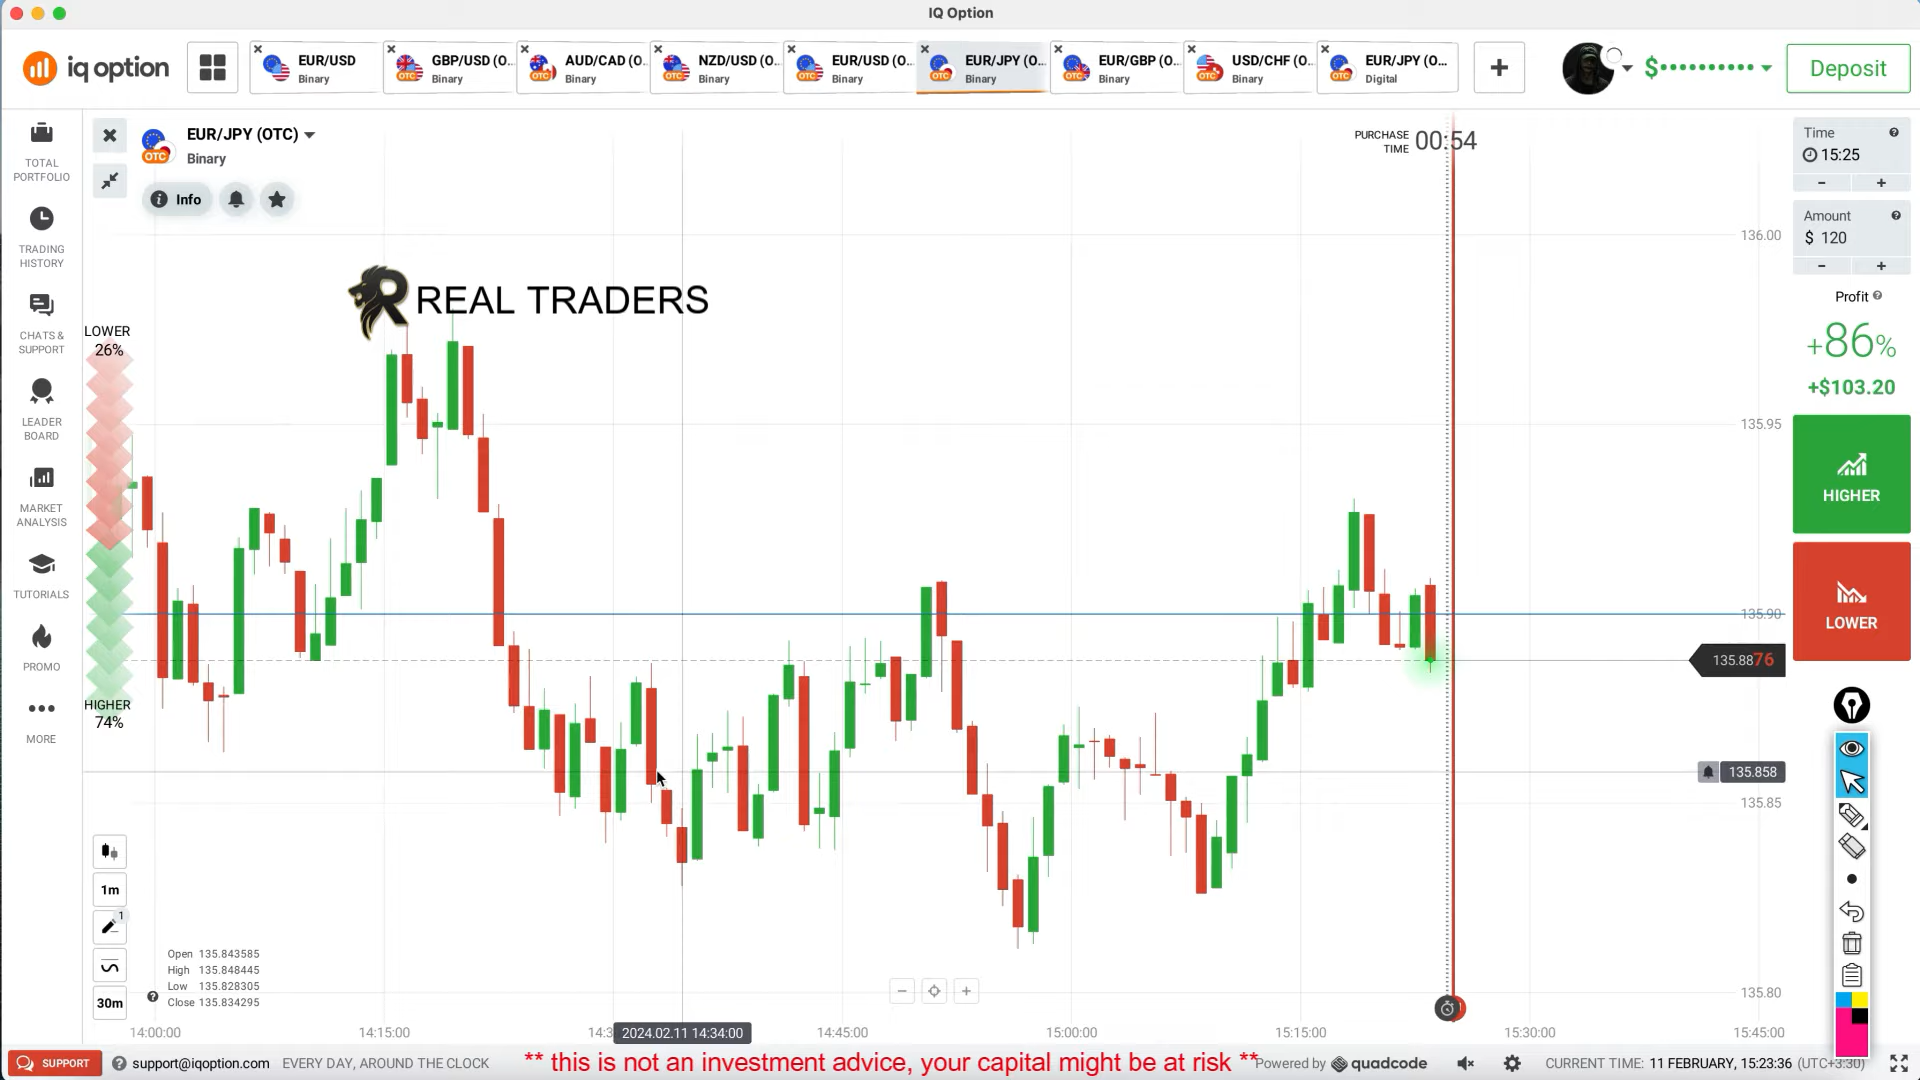 IQ Option
iq option
EUR/USD
Binary
GBP/USD (O...
Binary
AUD/CAD (O...
Binary
NZD/USD (O...
Binary
EUR/USD (O...
Binary
EUR/JPY (O...
Binary
EUR/GBP (O...
Binary
USD/CHF (O...
Binary
EUR/JPY (O...
Digital
Deposit
TOTAL
PORTFOLIO
TRADING
HISTORY
CHATS &
SUPPORT
LEADER
BOARD
MARKET
ANALYSIS
TUTORIALS
PROMO
MORE
EUR/JPY (OTC)
OTC
Binary
Info
PURCHASE
TIME
00:54
REAL TRADERS
LOWER
26%
HIGHER
74%
136.00
135.95
135.90
135.8876
135.858
135.85
135.80
Time
15:25
Amount
$ 120
Profit
+86%
+$103.20
HIGHER
LOWER
1m
1
30m
Open 135.843585
High 135.848445
Low 135.828305
Close 135.834295
14:00:00
14:15:00
14:3
2024.02.11 14:34:00
14:45:00
15:00:00
15:15:00
15:30:00
15:45:00
SUPPORT
support@iqoption.com
EVERY DAY, AROUND THE CLOCK
** this is not an investment advice, your capital might be at risk **
Powered by quadcode
CURRENT TIME: 11 FEBRUARY, 15:23:36 (UTC+3:30)